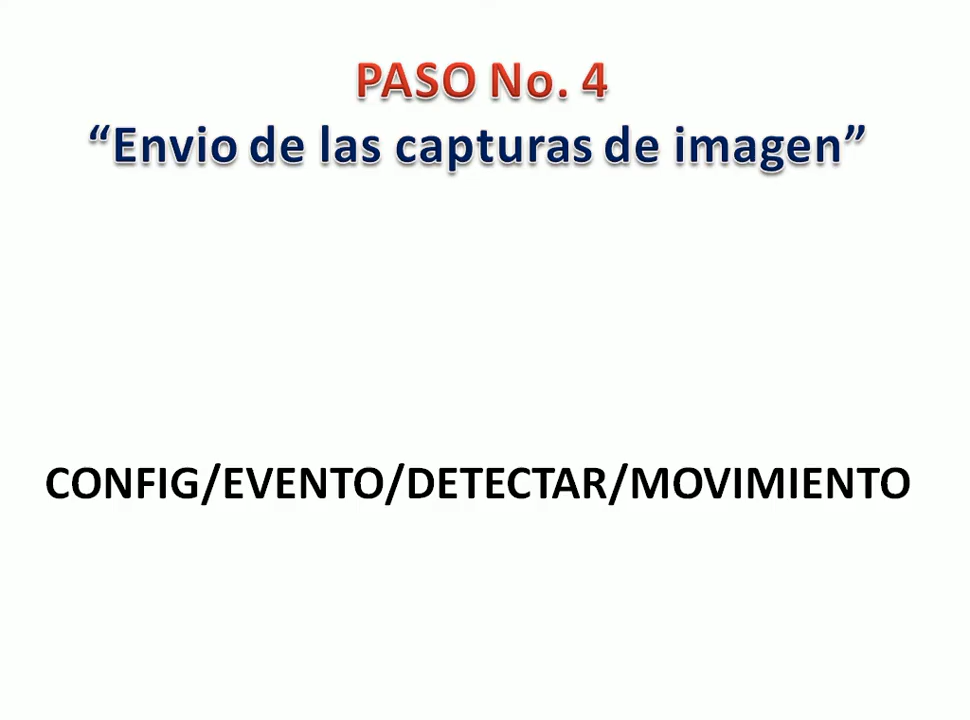 PASO No. 4
“Envio de las capturas de imagen”
CONFIG/EVENTO/DETECTAR/MOVIMIENTO